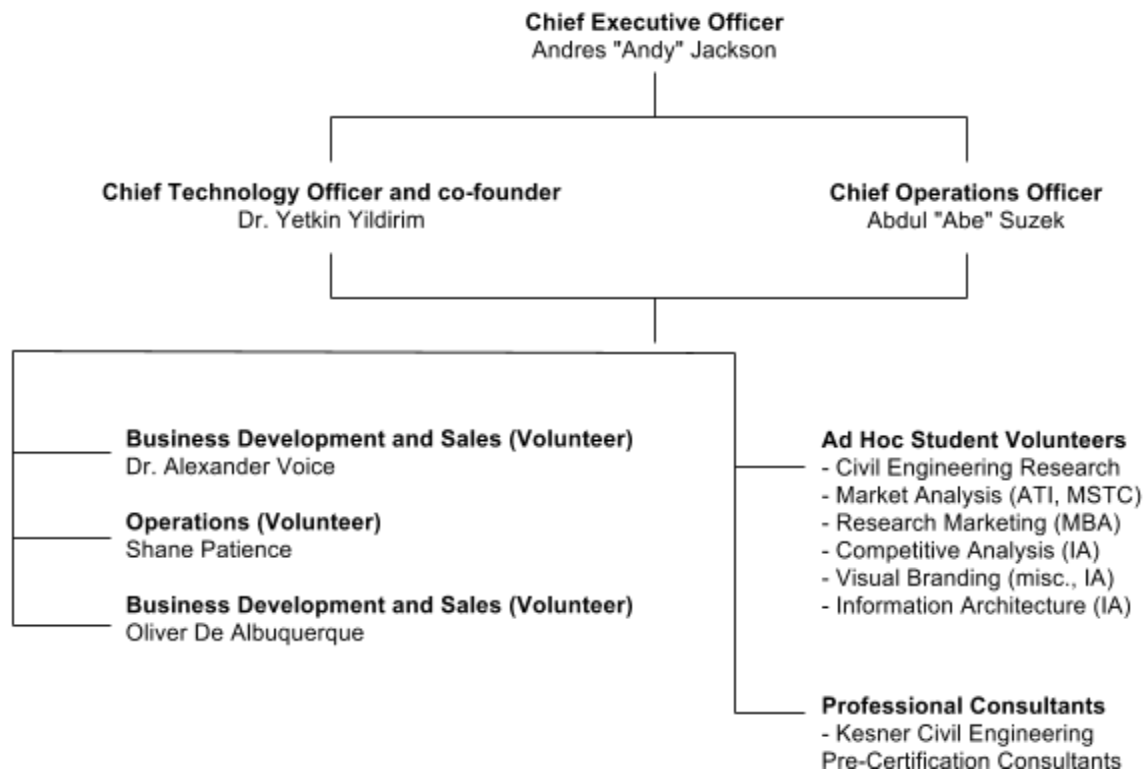 Chief Executive Officer
Andres "Andy" Jackson
Chief Technology Officer and co-founder
Dr. Yetkin Yildirim
Chief Operations Officer
Abdul "Abe" Suzek
Business Development and Sales (Volunteer)
Dr. Alexander Voice
Operations (Volunteer)
Shane Patience
Business Development and Sales (Volunteer)
Oliver De Albuquerque
Ad Hoc Student Volunteers
- Civil Engineering Research
- Market Analysis (ATI, MSTC)
- Research Marketing (MBA)
- Competitive Analysis (IA)
- Visual Branding (misc., IA)
- Information Architecture (IA)
Professional Consultants
- Kesner Civil Engineering
Pre-Certification Consultants